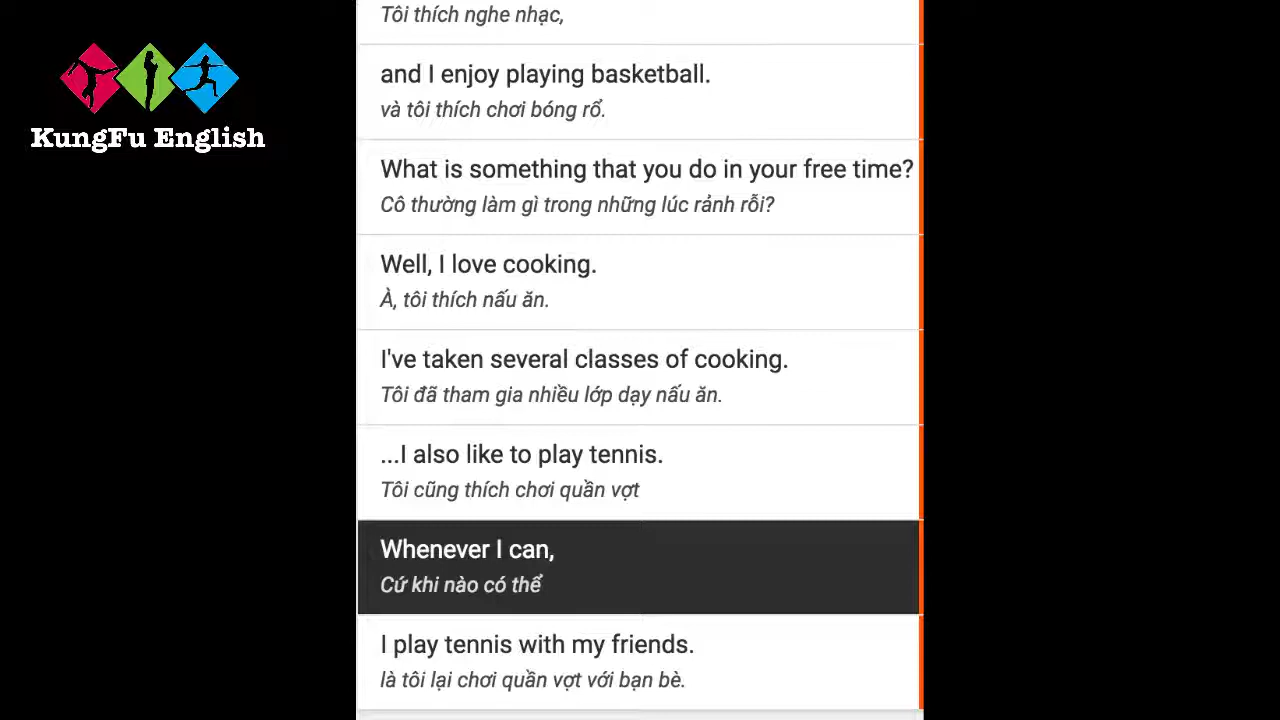 KungFu English
Tôi thích nghe nhạc,
and I enjoy playing basketball.
và tôi thích chơi bóng rổ.
What is something that you do in your free time?
Cô thường làm gì trong những lúc rảnh rỗi?
Well, I love cooking.
À, tôi thích nấu ăn.
I've taken several classes of cooking.
Tôi đã tham gia nhiều lớp dạy nấu ăn.
...I also like to play tennis.
Tôi cũng thích chơi quần vợt
Whenever I can,
Cứ khi nào có thể
I play tennis with my friends.
là tôi lại chơi quần vợt với bạn bè.